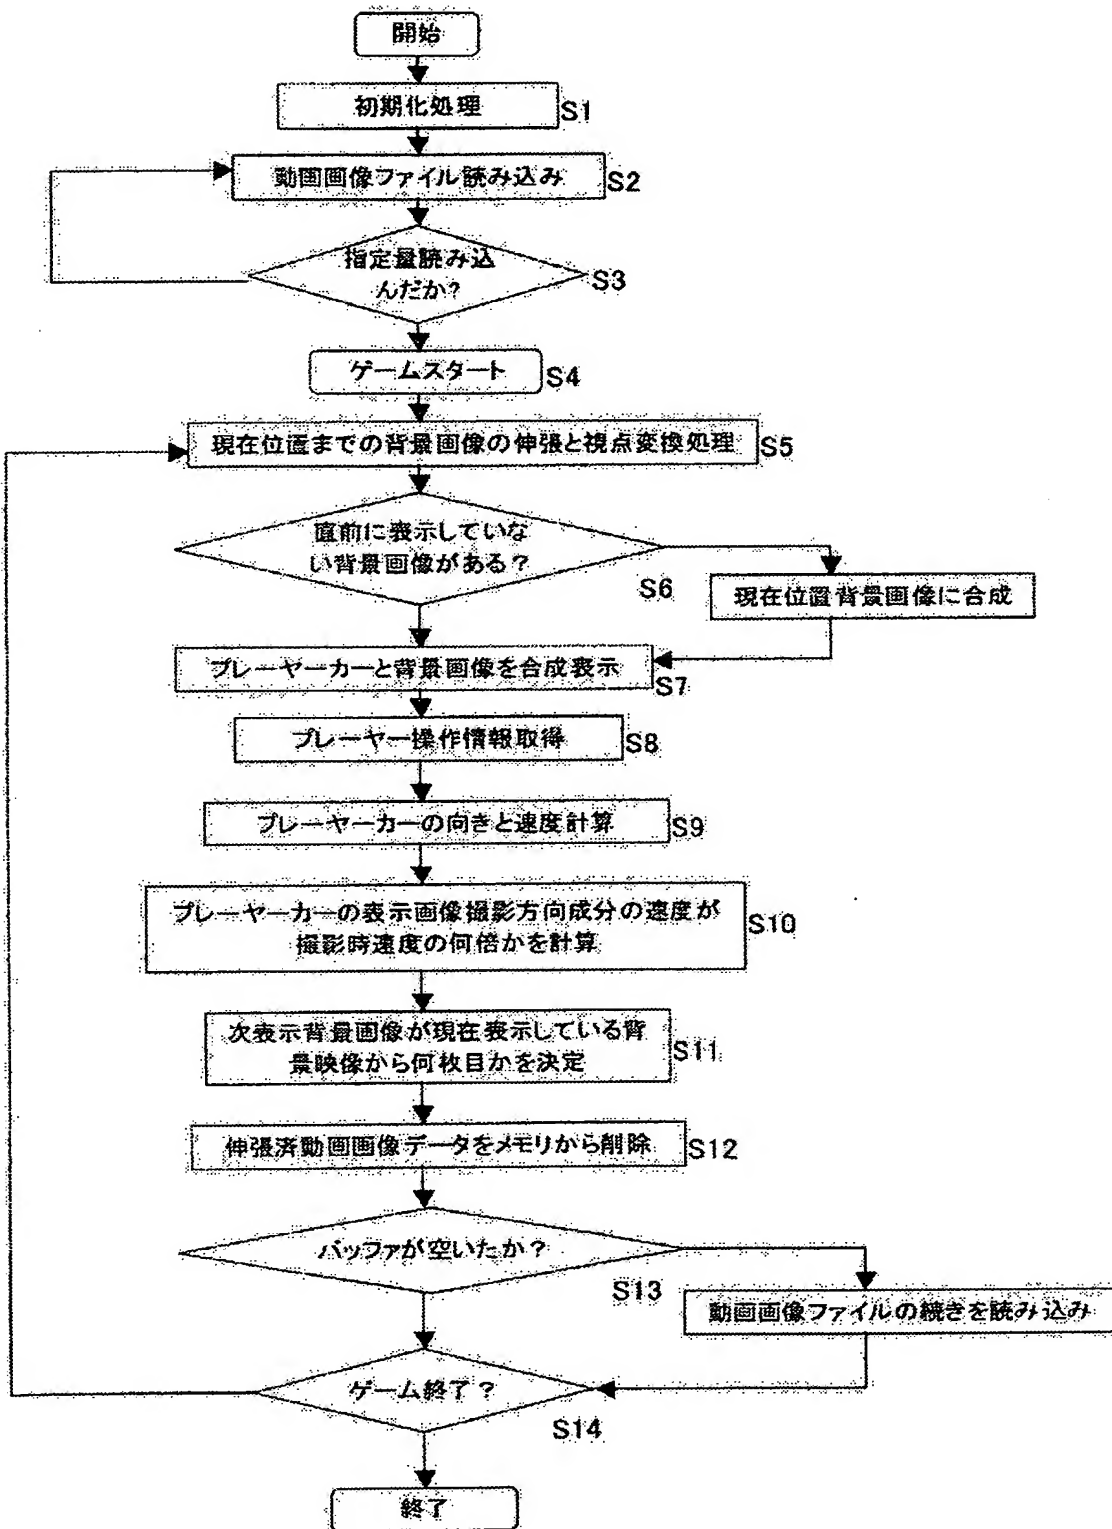 開始
初期化処理
S1
動画画像ファイル読み込み
S2
指定量読み込
んだか?
S3
ゲームスタート
S4
現在位置までの背景画像の伸張と視点変換処理
S5
直前に表示していな
い背景画像がある?
S6
現在位置背景画像に合成
プレーヤーカーと背景画像を合成表示
S7
プレーヤー操作情報取得
S8
プレーヤーカーの向きと速度計算
S9
プレーヤーカーの表示画像撮影方向成分の速度が
撮影時速度の何倍かを計算
S10
次表示背景画像が現在表示している背
景映像から何枚目かを決定
S11
伸張済動画画像データをメモリから削除
S12
バッファが空いたか?
S13
動画画像ファイルの続きを読み込み
ゲーム終了?
S14
終了